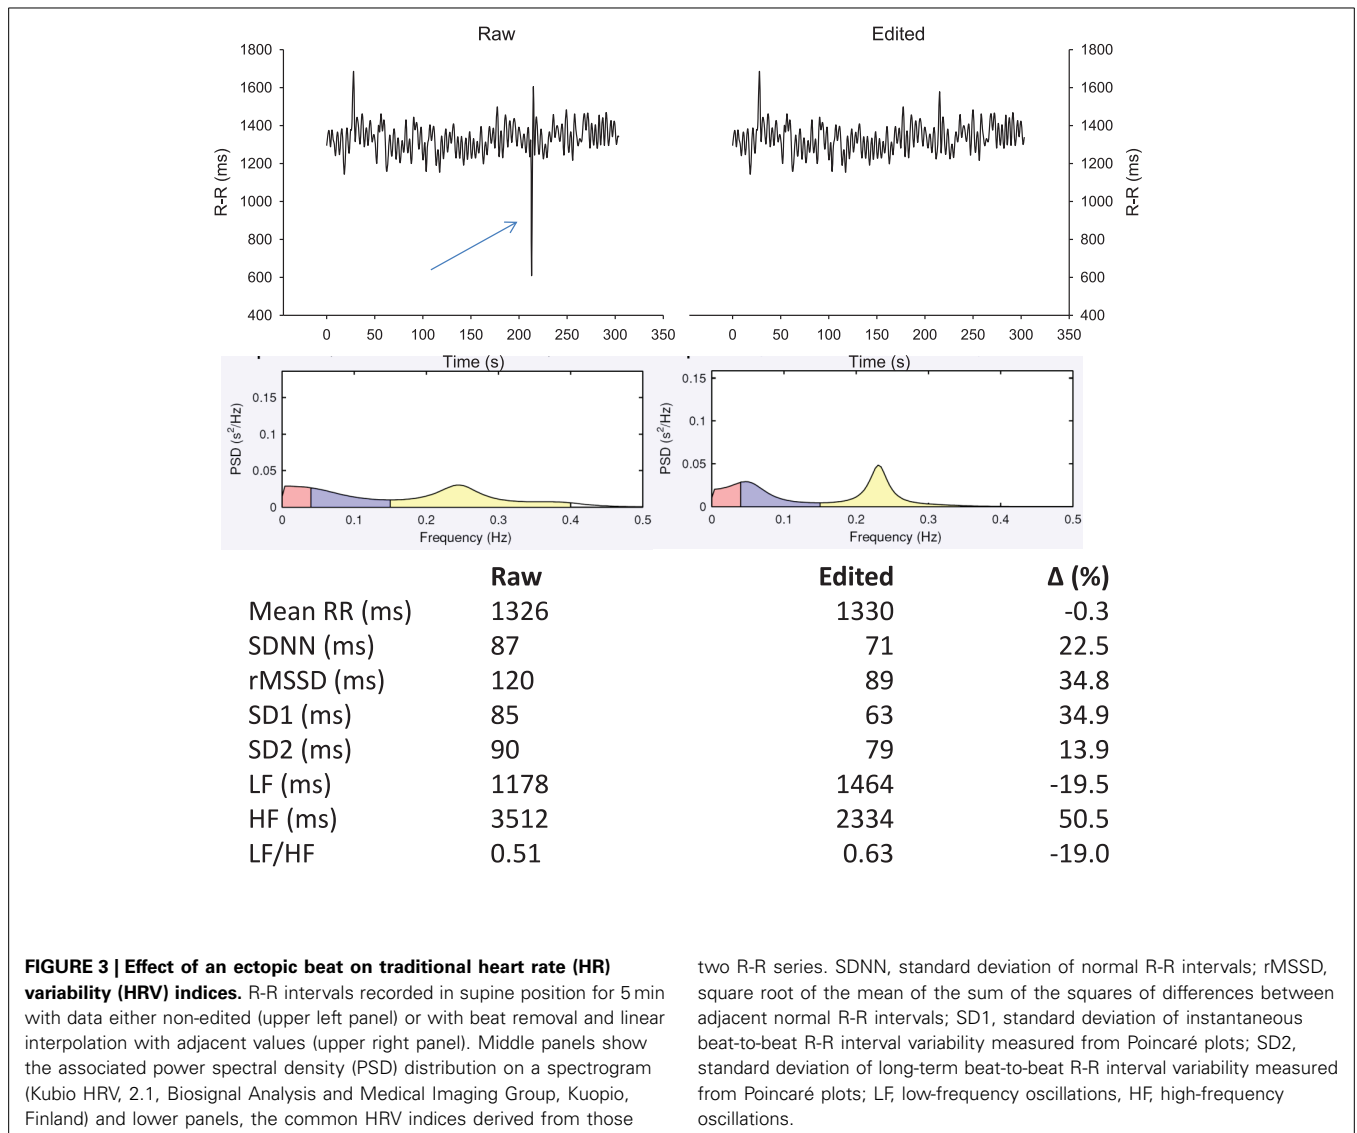 Raw
Edited
1800
1600
1400
1200
1000
800
600
400
R-R (ms)
0 50 100 150 200 250 300 350
Time (s)
1800
1600
1400
1200
1000
800
600
400
R-R (ms)
0 50 100 150 200 250 300 350
Time (s)
0.15
0.1
0.05
0
PSD (s²/Hz)
0 0.1 0.2 0.3 0.4 0.5
Frequency (Hz)
0.15
0.1
0.05
0
PSD (s²/Hz)
0 0.1 0.2 0.3 0.4 0.5
Frequency (Hz)
Raw Edited Δ (%)
Mean RR (ms) 1326 1330 -0.3
SDNN (ms) 87 71 22.5
rMSSD (ms) 120 89 34.8
SD1 (ms) 85 63 34.9
SD2 (ms) 90 79 13.9
LF (ms) 1178 1464 -19.5
HF (ms) 3512 2334 50.5
LF/HF 0.51 0.63 -19.0
FIGURE 3 | Effect of an ectopic beat on traditional heart rate (HR)
variability (HRV) indices. R-R intervals recorded in supine position for 5 min
with data either non-edited (upper left panel) or with beat removal and linear
interpolation with adjacent values (upper right panel). Middle panels show
the associated power spectral density (PSD) distribution on a spectrogram
(Kubio HRV, 2.1, Biosignal Analysis and Medical Imaging Group, Kuopio,
Finland) and lower panels, the common HRV indices derived from those
two R-R series. SDNN, standard deviation of normal R-R intervals; rMSSD,
square root of the mean of the sum of the squares of differences between
adjacent normal R-R intervals; SD1, standard deviation of instantaneous
beat-to-beat R-R interval variability measured from Poincaré plots; SD2,
standard deviation of long-term beat-to-beat R-R interval variability measured
from Poincaré plots; LF, low-frequency oscillations, HF, high-frequency
oscillations.